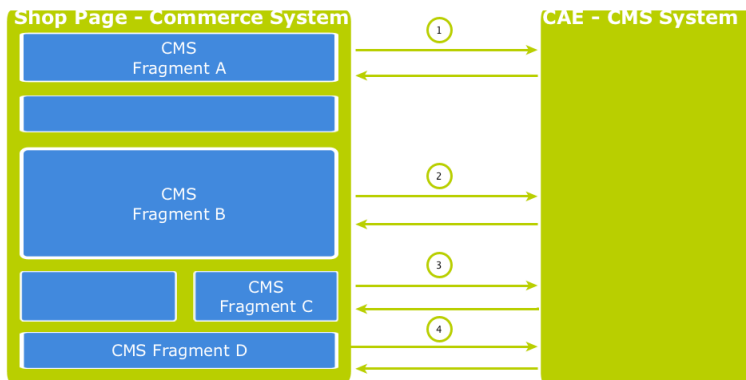 Shop Page - Commerce System
CAE - CMS System
CMS
Fragment A
1
CMS
Fragment B
2
CMS
Fragment C
3
CMS Fragment D
4